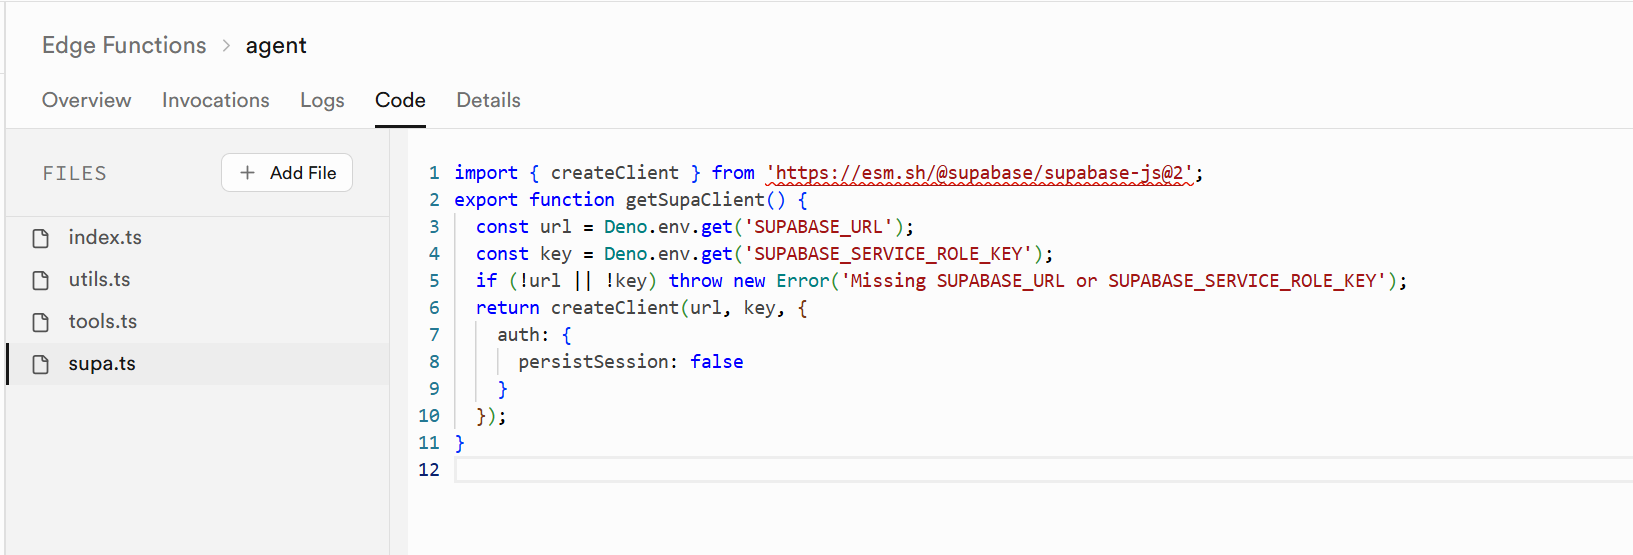 Edge Functions > agent
Overview Invocations Logs Code Details
FILES + Add File
index.ts
utils.ts
tools.ts
supa.ts
1 import { createClient } from 'https://esm.sh/@supabase/supabase-js@2';
2 export function getSupaClient() {
3   const url = Deno.env.get('SUPABASE_URL');
4   const key = Deno.env.get('SUPABASE_SERVICE_ROLE_KEY');
5   if (!url || !key) throw new Error('Missing SUPABASE_URL or SUPABASE_SERVICE_ROLE_KEY');
6   return createClient(url, key, {
7     auth: {
8       persistSession: false
9     }
10   });
11 }
12